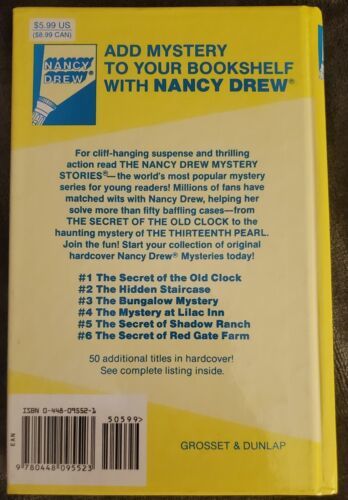 $5.99 US
($8.99 CAN)
NANCY
DREW®
ADD MYSTERY
TO YOUR BOOKSHELF
WITH NANCY DREW®
For cliff-hanging suspense and thrilling
action read THE NANCY DREW MYSTERY
STORIES®—the world's most popular mystery
series for young readers! Millions of fans have
matched wits with Nancy Drew, helping her
solve more than fifty baffling cases—from
THE SECRET OF THE OLD CLOCK to the
haunting mystery of THE THIRTEENTH PEARL.
Join the fun! Start your collection of original
hardcover Nancy Drew® Mysteries today!
#1 The Secret of the Old Clock
#2 The Hidden Staircase
#3 The Bungalow Mystery
#4 The Mystery at Lilac Inn
#5 The Secret of Shadow Ranch
#6 The Secret of Red Gate Farm
50 additional titles in hardcover!
See complete listing inside.
ISBN 0-448-09552-1
50599>
EAN
9 780448 095523
GROSSET & DUNLAP